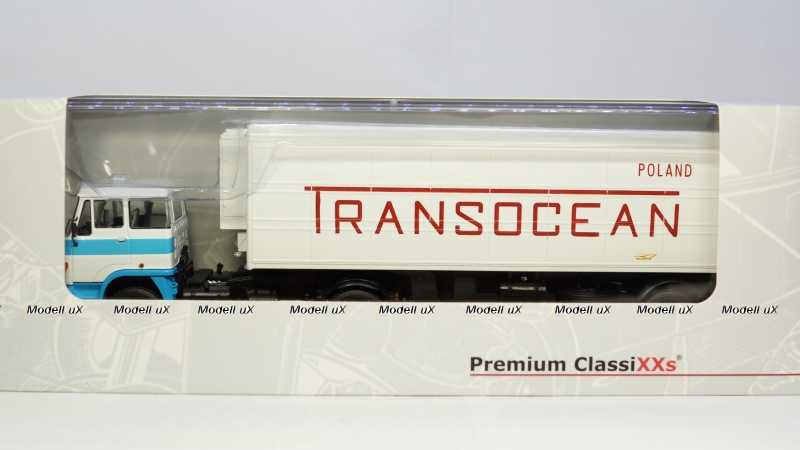 POLAND
TRANSOCEAN
Modell uX Modell uX Modell uX Modell uX Modell uX Modell uX Modell uX Modell uX Modell uX
Premium ClassiXXs®